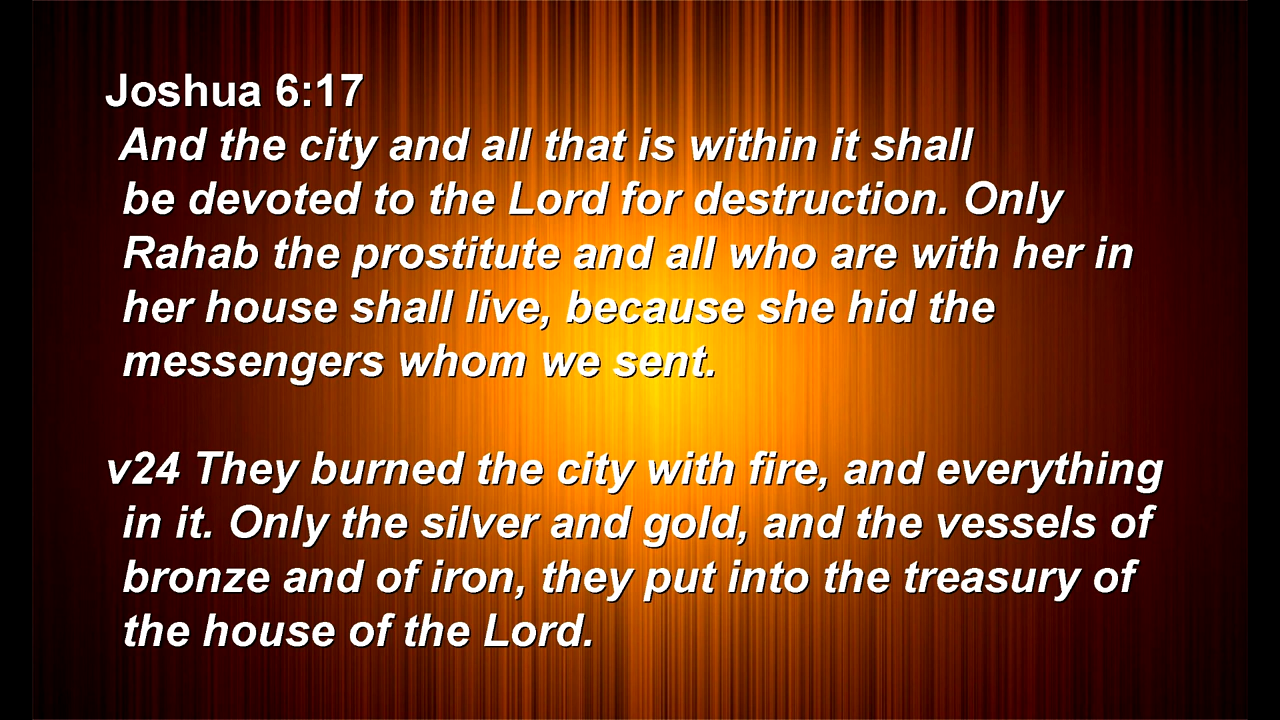 Joshua 6:17
And the city and all that is within it shall
be devoted to the Lord for destruction. Only
Rahab the prostitute and all who are with her in
her house shall live, because she hid the
messengers whom we sent.
v24 They burned the city with fire, and everything
in it. Only the silver and gold, and the vessels of
bronze and of iron, they put into the treasury of
the house of the Lord.